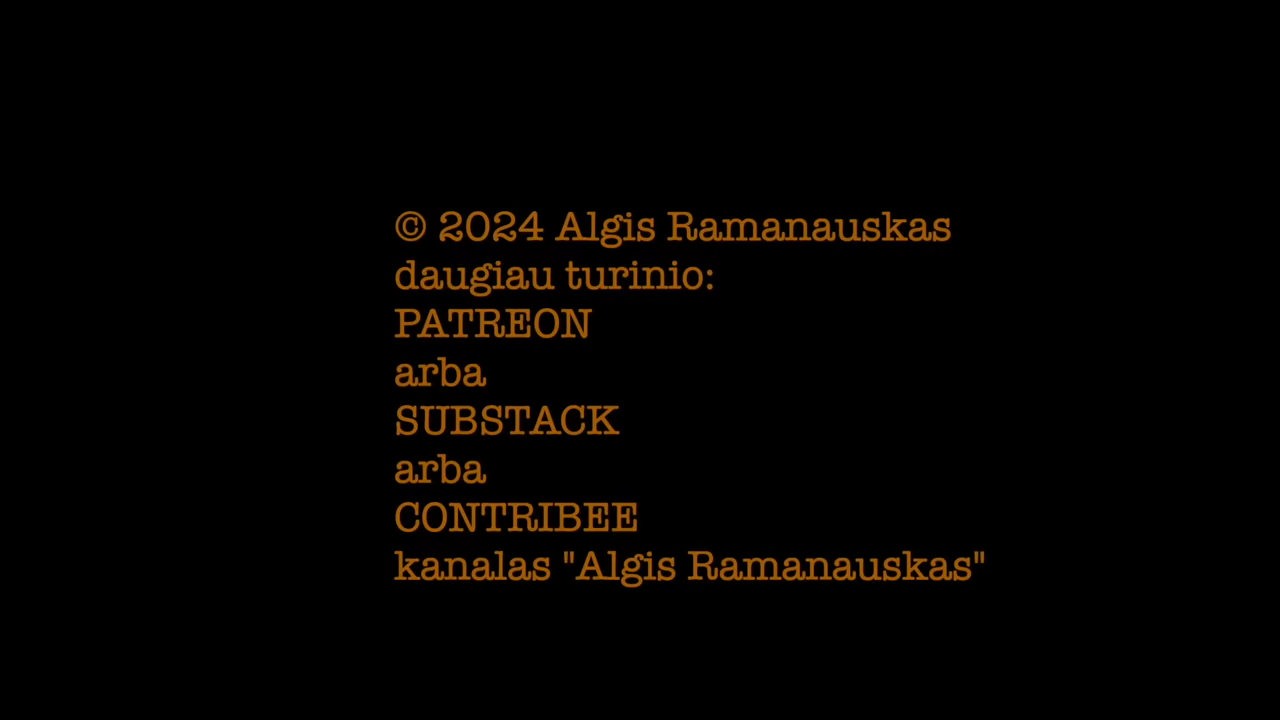 © 2024 Algis Ramanauskas
daugiau turinio:
PATREON
arba
SUBSTACK
arba
CONTRIBEE
kanalas "Algis Ramanauskas"